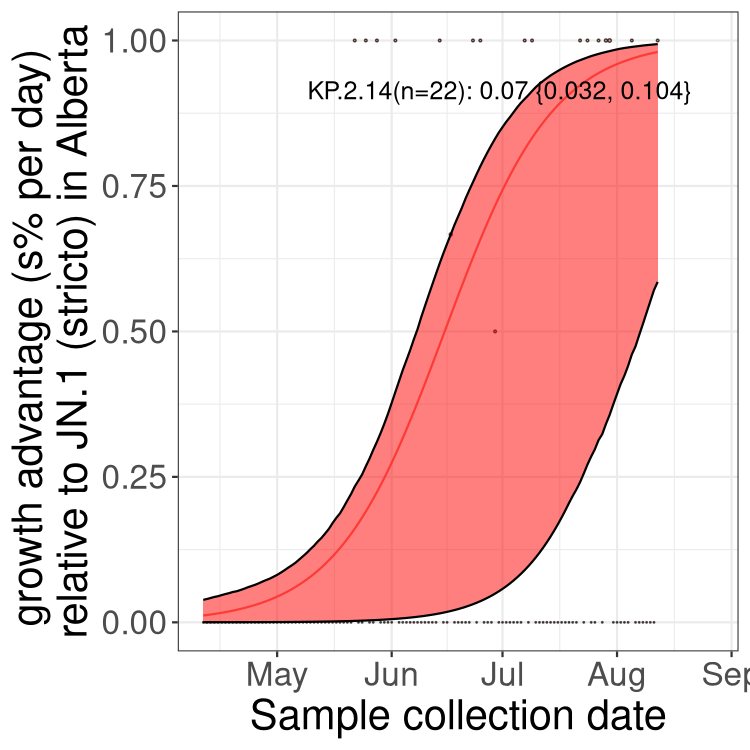 growth advantage (s% per day)
relative to JN.1 (stricto) in Alberta
1.00
0.75
0.50
0.25
0.00
KP.2.14(n=22): 0.07 {0.032, 0.104}
May Jun Jul Aug Sep
Sample collection date